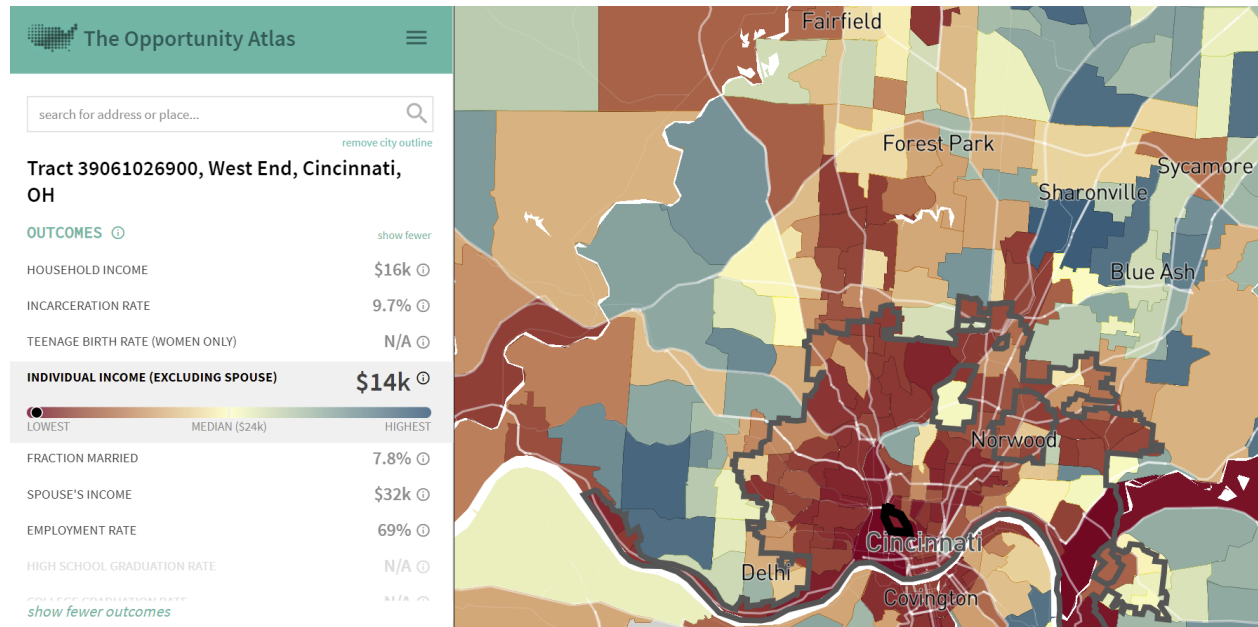 The Opportunity Atlas
search for address or place...
remove city outline
Tract 39061026900, West End, Cincinnati,
OH
OUTCOMES
show fewer
HOUSEHOLD INCOME $16k
INCARCERATION RATE 9.7%
TEENAGE BIRTH RATE (WOMEN ONLY) N/A
INDIVIDUAL INCOME (EXCLUDING SPOUSE) $14k
LOWEST MEDIAN ($24k) HIGHEST
FRACTION MARRIED 7.8%
SPOUSE'S INCOME $32k
EMPLOYMENT RATE 69%
HIGH SCHOOL GRADUATION RATE N/A
COLLEGE GRADUATION RATE N/A
show fewer outcomes
Fairfield
Forest Park
Sycamore
Sharonville
Blue Ash
Norwood
Cincinnati
Delhi
Covington